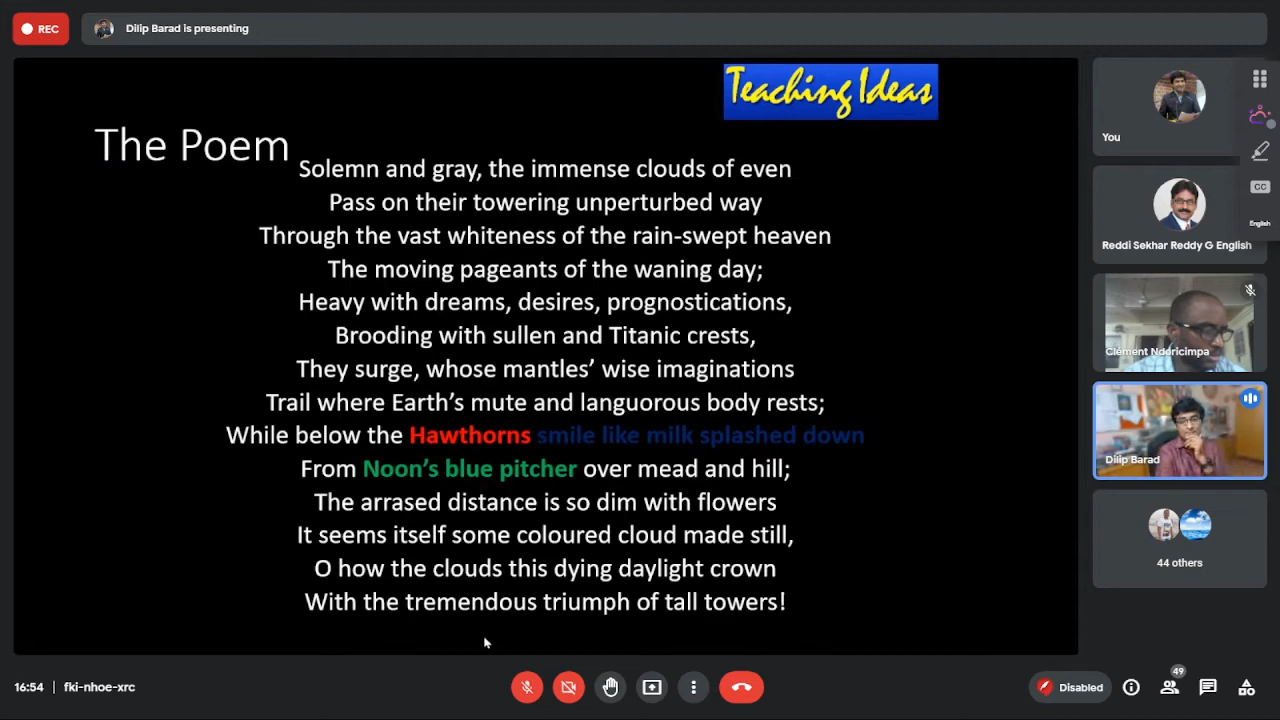 REC
Dilip Barad is presenting
Teaching Ideas
The Poem
Solemn and gray, the immense clouds of even
Pass on their towering unperturbed way
Through the vast whiteness of the rain-swept heaven
The moving pageants of the waning day;
Heavy with dreams, desires, prognostications,
Brooding with sullen and Titanic crests,
They surge, whose mantles’ wise imaginations
Trail where Earth’s mute and languorous body rests;
While below the Hawthorns smile like milk splashed down
From Noon’s blue pitcher over mead and hill;
The arrased distance is so dim with flowers
It seems itself some coloured cloud made still,
O how the clouds this dying daylight crown
With the tremendous triumph of tall towers!
You
Reddi Sekhar Reddy G English
Clément Ndoricimpa
Dilip Barad
44 others
CC
English
16:54 | fki-nhoe-xrc
Disabled
49